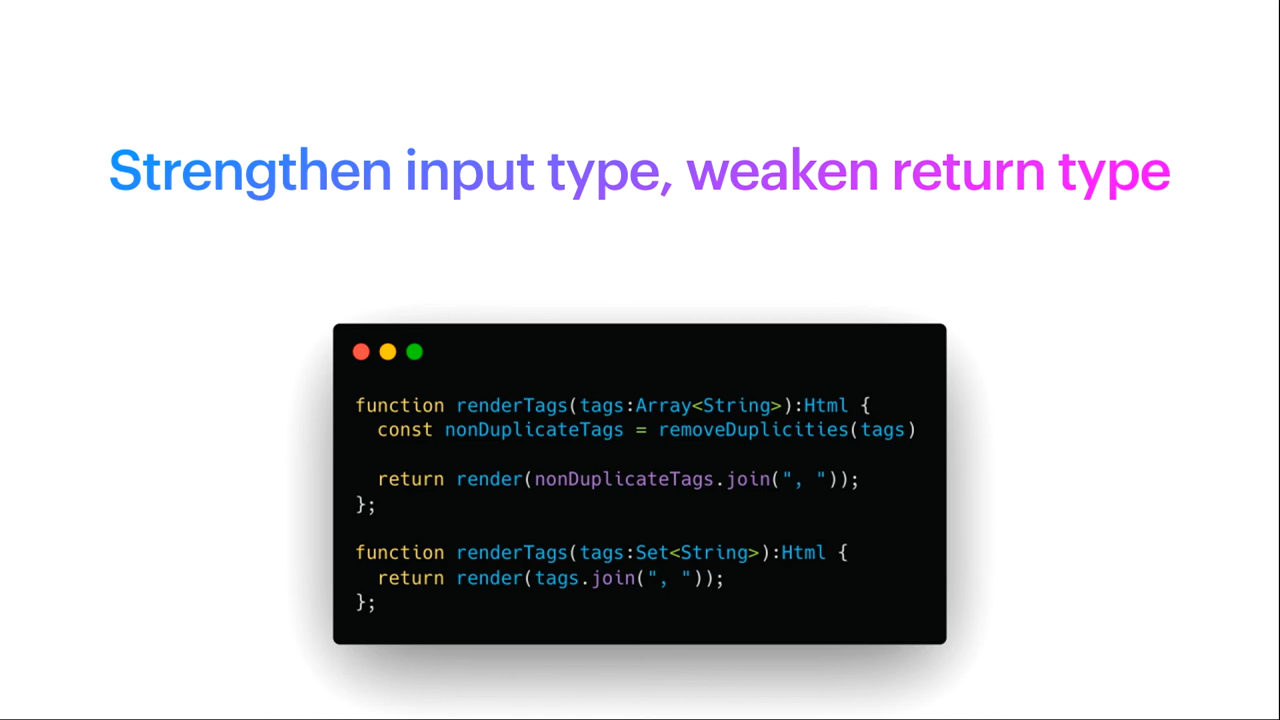 Strengthen input type, weaken return type
function renderTags(tags:Array<String>):Html {
  const nonDuplicateTags = removeDuplicities(tags)
  return render(nonDuplicateTags.join(", "));
};
function renderTags(tags:Set<String>):Html {
  return render(tags.join(", "));
};